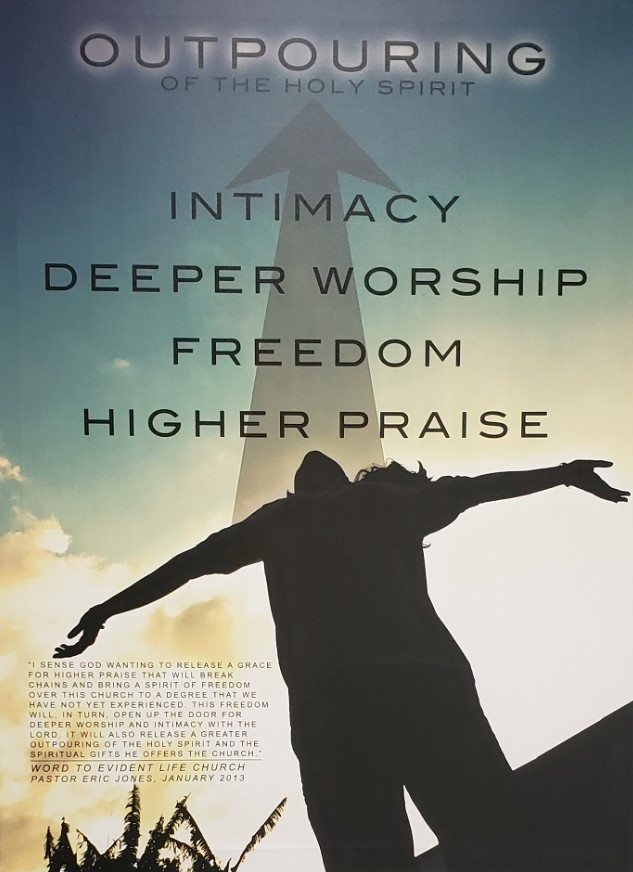 OUTPOURING
OF THE HOLY SPIRIT
INTIMACY
DEEPER WORSHIP
FREEDOM
HIGHER PRAISE
"I SENSE GOD WANTING TO RELEASE A GRACE
FOR HIGHER PRAISE THAT WILL BREAK
CHAINS AND BRING A SPIRIT OF FREEDOM
OVER THIS CHURCH TO A DEGREE THAT WE
HAVE NOT YET EXPERIENCED. THIS FREEDOM
WILL, IN TURN, OPEN UP THE DOOR FOR
DEEPER WORSHIP AND INTIMACY WITH THE
LORD. IT WILL ALSO RELEASE A GREATER
OUTPOURING OF THE HOLY SPIRIT AND THE
SPIRITUAL GIFTS HE OFFERS THE CHURCH."
WORD TO EVIDENT LIFE CHURCH
PASTOR ERIC JONES, JANUARY 2013